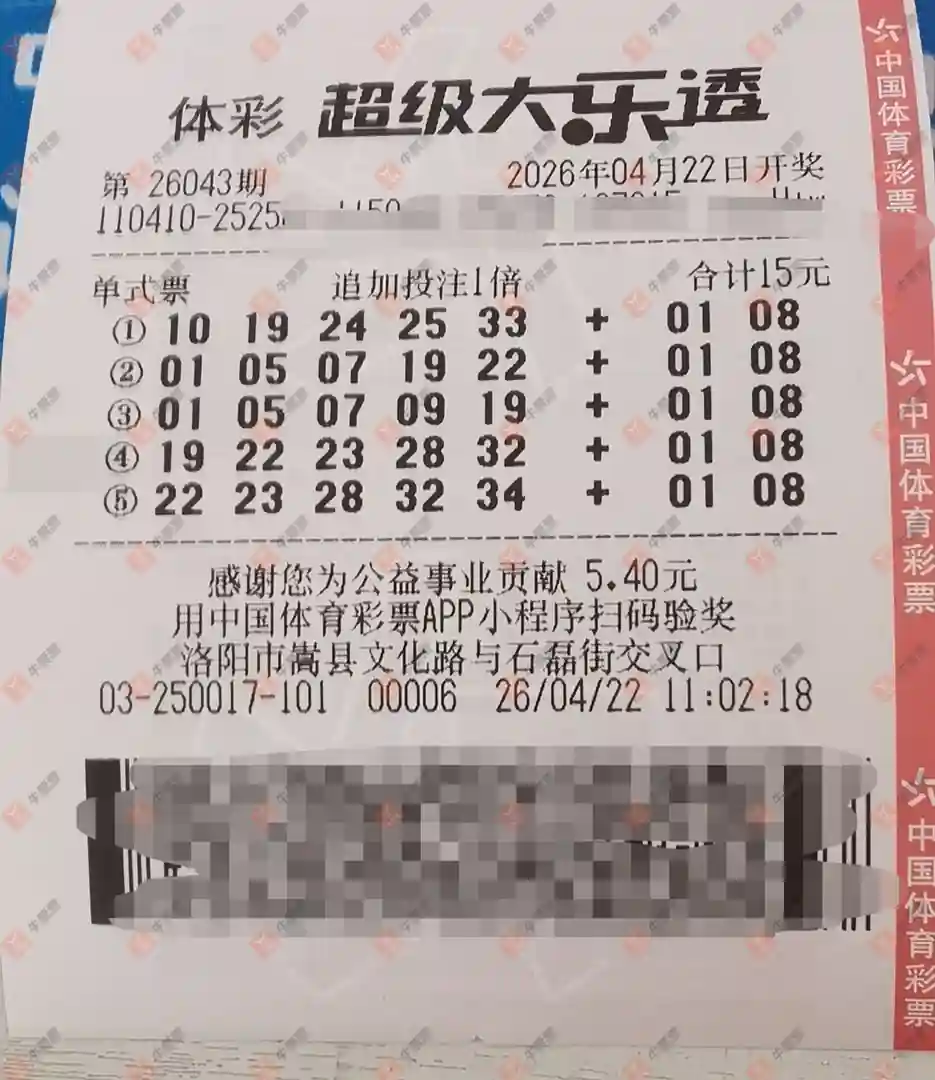 体彩 超级大乐透
第 26043期 2026年04月22日开奖
110410-2525
单式票 追加投注1倍 合计15元
① 10 19 24 25 33 + 01 08
② 01 05 07 19 22 + 01 08
③ 01 05 07 09 19 + 01 08
④ 19 22 23 28 32 + 01 08
⑤ 22 23 28 32 34 + 01 08
感谢您为公益事业贡献 5.40元
用中国体育彩票APP小程序扫码验奖
洛阳市嵩县文化路与石磊街交叉口
03-250017-101 00006 26/04/22 11:02:18
中国体育彩票
中国体育彩票
中国体育彩票